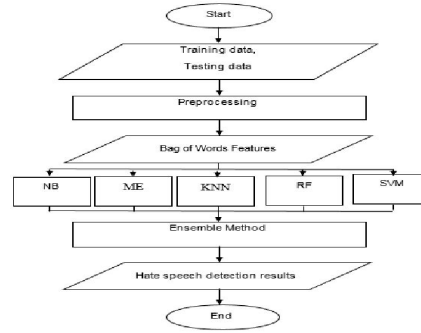 Start
Training data,
Testing data
Preprocessing
Bag of Words Features
NB ME KNN RF SVM
Ensemble Method
Hate speech detection results
End